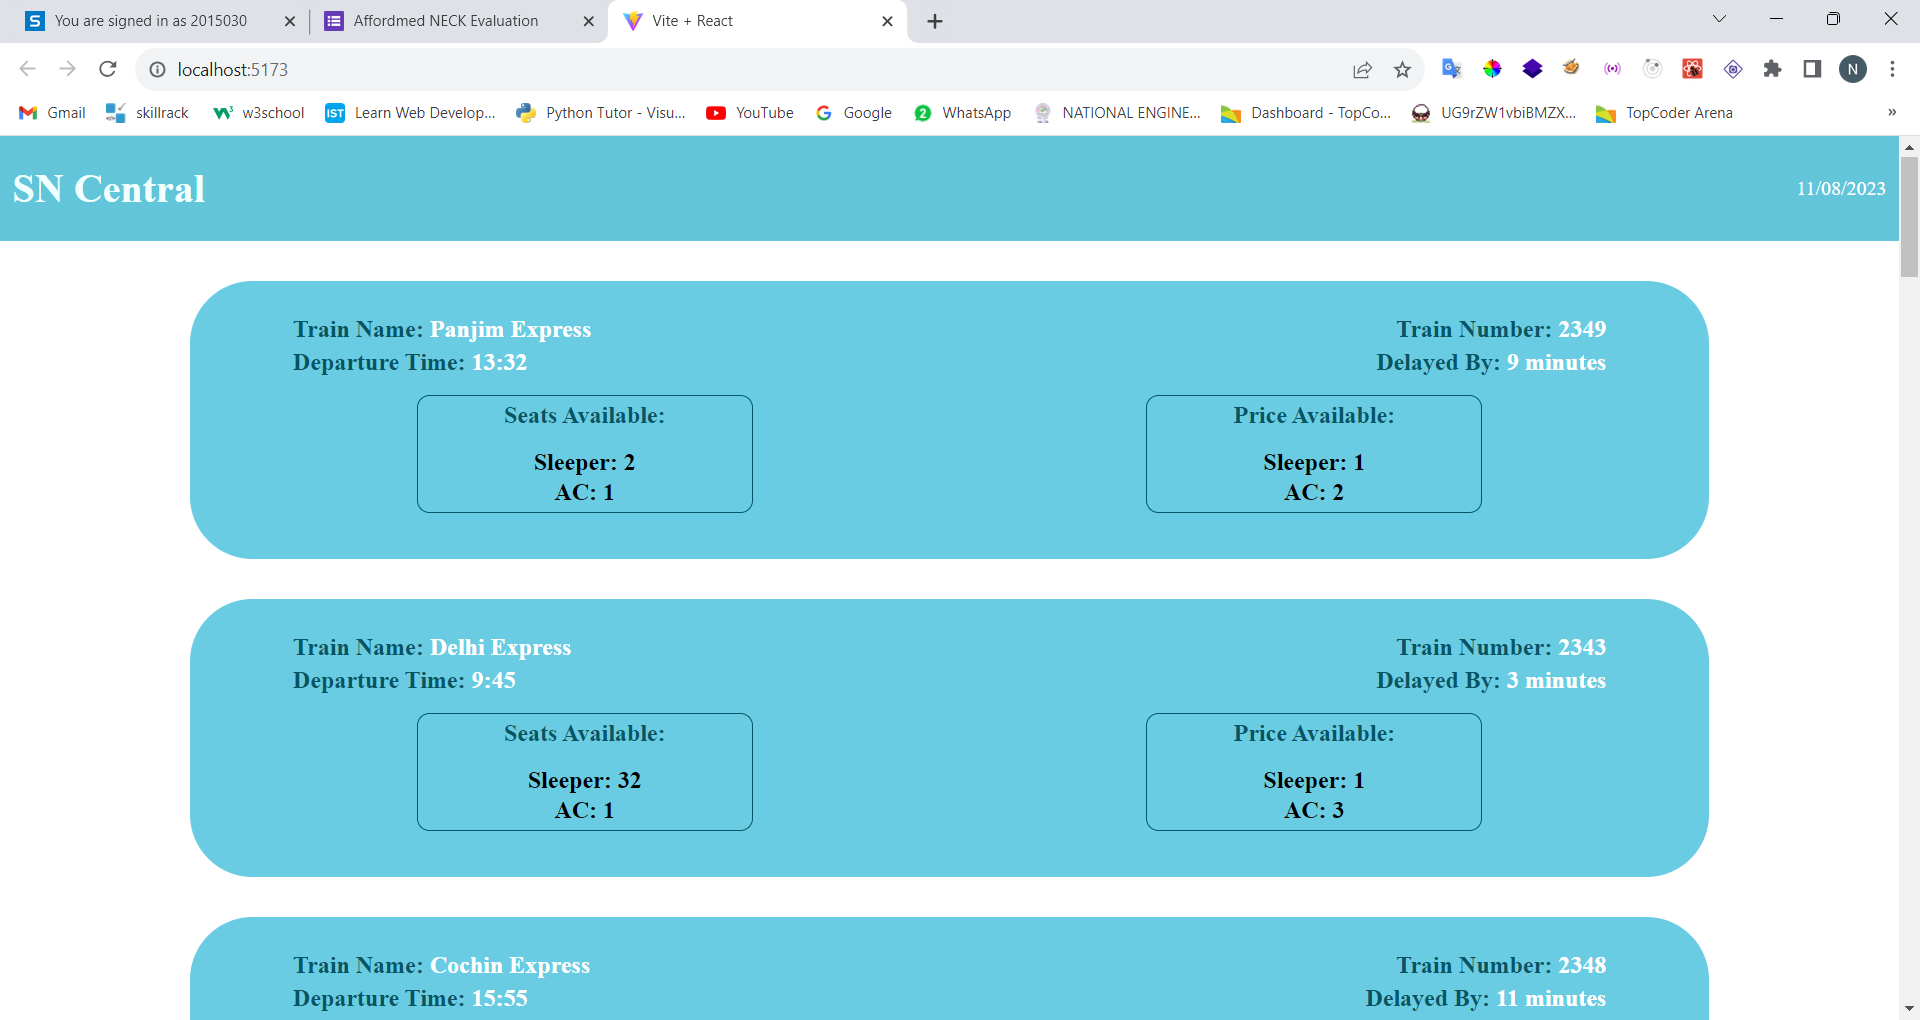 You are signed in as 2015030
Affordmed NECK Evaluation
Vite + React
localhost:5173
N
Gmail
skillrack
w3school
IST
Learn Web Develop...
Python Tutor - Visu...
YouTube
Google
2
WhatsApp
NATIONAL ENGINE...
Dashboard - TopCo...
UG9rZW1vbiBMZX...
TopCoder Arena
»
SN Central
11/08/2023
Train Name: Panjim Express
Train Number: 2349
Departure Time: 13:32
Delayed By: 9 minutes
Seats Available:
Sleeper: 2
AC: 1
Price Available:
Sleeper: 1
AC: 2
Train Name: Delhi Express
Train Number: 2343
Departure Time: 9:45
Delayed By: 3 minutes
Seats Available:
Sleeper: 32
AC: 1
Price Available:
Sleeper: 1
AC: 3
Train Name: Cochin Express
Train Number: 2348
Departure Time: 15:55
Delayed By: 11 minutes